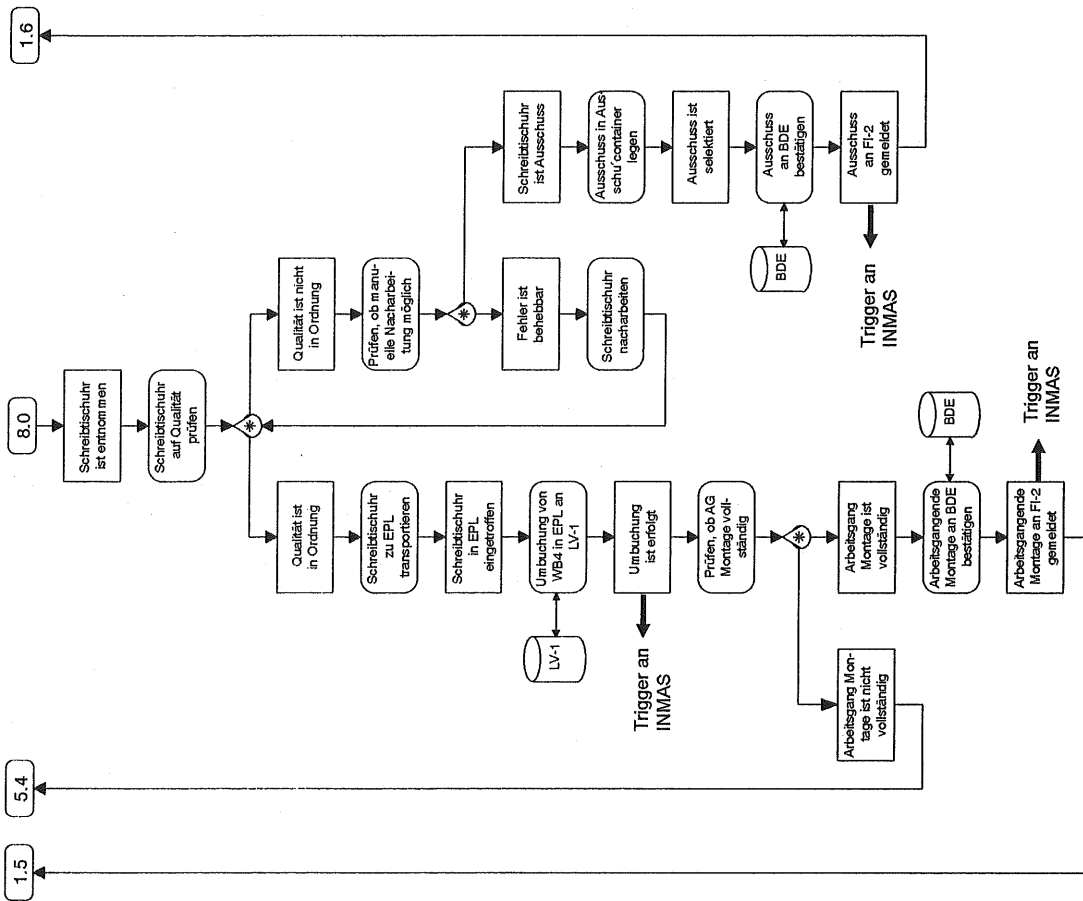 1.6
8.0
5.4
1.5
Schreibtischuhr
ist entnommen
Schreibtischuhr
auf Qualität
prüfen
*
Qualität ist nicht
in Ordnung
Prüfen, ob manu-
elle Nacharbei-
tung möglich
*
Schreibtischuhr
ist Ausschuss
Ausschuss in Aus-
schu´container
legen
Ausschuss ist
selektiert
Ausschuss
an BDE
bestätigen
BDE
Ausschuss
an FI-2
gemeldet
Trigger an
INMAS
Fehler ist
behebbar
Schreibtischuhr
nacharbeiten
Qualität ist
in Ordnung
Schreibtischuhr
zu EPL
transportieren
Schreibtischuhr
in EPL
eingetroffen
Umbuchung von
WB4 in EPL an
LV-1
LV-1
Umbuchung
ist erfolgt
Trigger an
INMAS
Prüfen, ob AG
Montage voll-
ständig
*
Arbeitsgang Mon-
tage ist nicht
vollständig
Arbeitsgang
Montage ist
vollständig
Arbeitsgangende
Montage an BDE
bestätigen
BDE
Arbeitsgangende
Montage an FI-2
gemeldet
Trigger an
INMAS